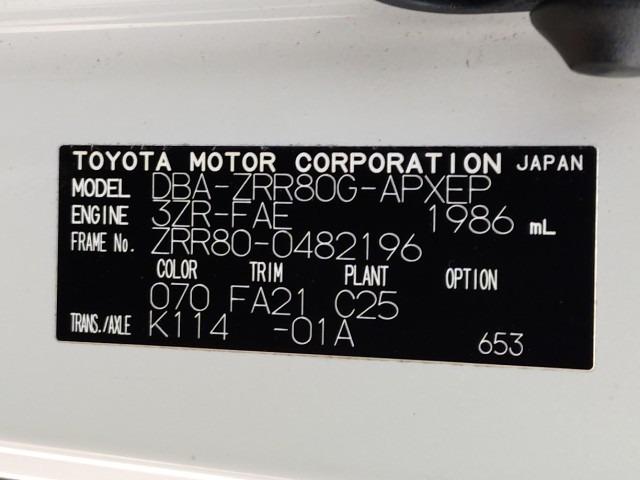 TOYOTA MOTOR CORPORATION JAPAN
MODEL DBA-ZRR80G-APXEP
ENGINE 3ZR-FAE 1986 mL
FRAME No. ZRR80-0482196
COLOR TRIM PLANT OPTION
070 FA21 C25
TRANS./AXLE K114 -01A 653